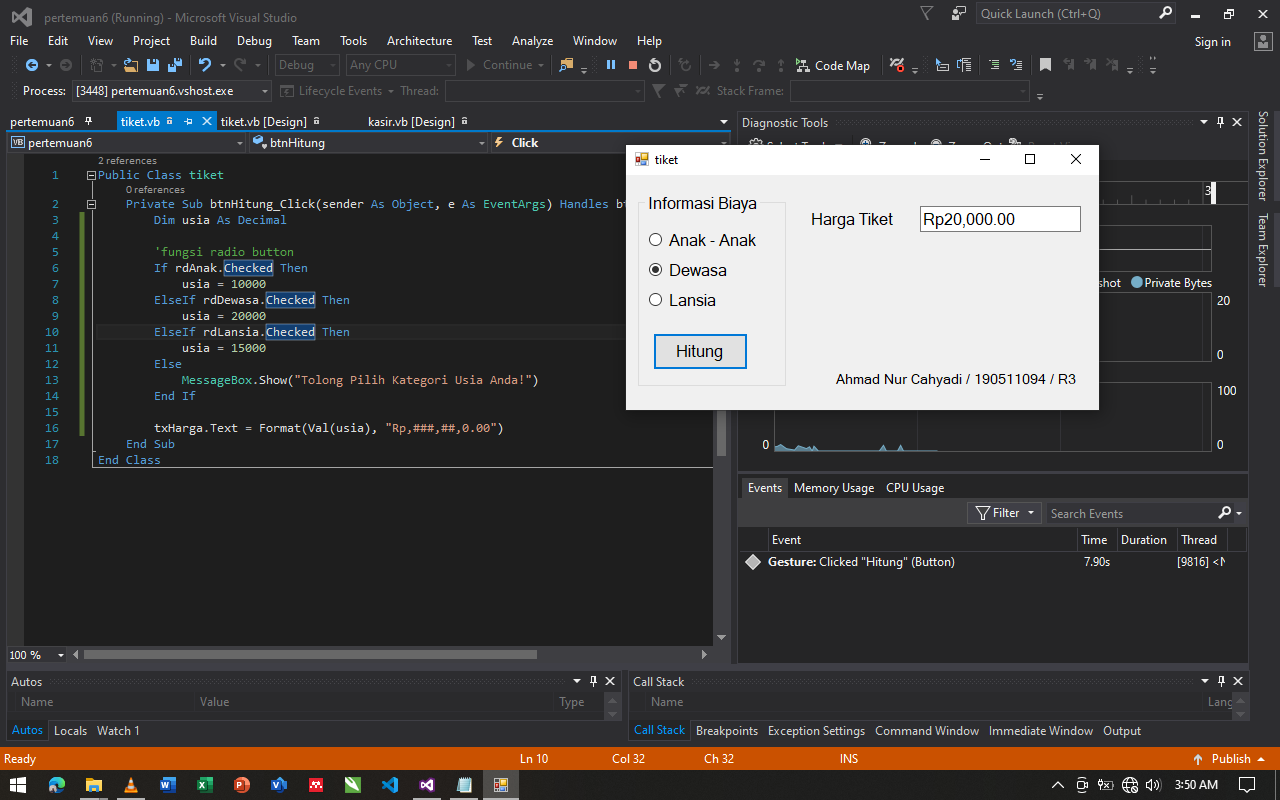 pertemuan6 (Running) - Microsoft Visual Studio
Quick Launch (Ctrl+Q)
File Edit View Project Build Debug Team Tools Architecture Test Analyze Window Help
Sign in
Debug Any CPU Continue Code Map
Process: [3448] pertemuan6.vshost.exe Lifecycle Events Thread: Stack Frame:
pertemuan6 tiket.vb tiket.vb [Design] kasir.vb [Design]
VB pertemuan6 btnHitung Click
2 references
1 Public Class tiket
0 references
2 Private Sub btnHitung_Click(sender As Object, e As EventArgs) Handles
3 Dim usia As Decimal
4
5 'fungsi radio button
6 If rdAnak.Checked Then
7 usia = 10000
8 ElseIf rdDewasa.Checked Then
9 usia = 20000
10 ElseIf rdLansia.Checked Then
11 usia = 15000
12 Else
13 MessageBox.Show("Tolong Pilih Kategori Usia Anda!")
14 End If
15
16 txHarga.Text = Format(Val(usia), "Rp,###,##,0.00")
17 End Sub
18 End Class
100 %
Diagnostic Tools
tiket
Informasi Biaya
Anak - Anak
Dewasa
Lansia
Hitung
Harga Tiket Rp20,000.00
Ahmad Nur Cahyadi / 190511094 / R3
Private Bytes
20
0
100
0 0
Events Memory Usage CPU Usage
Filter Search Events
Event Time Duration Thread
Gesture: Clicked "Hitung" (Button) 7.90s [9816]
Solution Explorer
Team Explorer
Autos
Name Value Type
Autos Locals Watch 1
Call Stack
Name Lang
Call Stack Breakpoints Exception Settings Command Window Immediate Window Output
Ready Ln 10 Col 32 Ch 32 INS Publish
3:50 AM